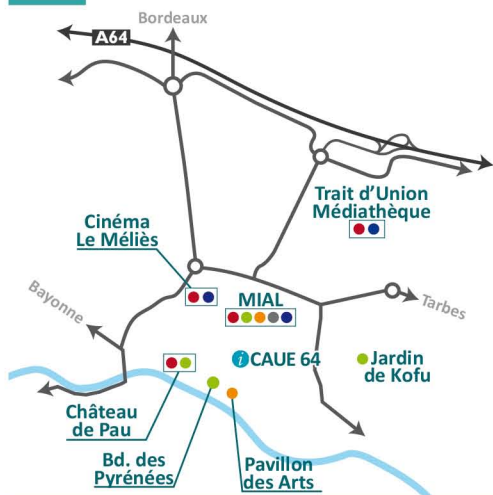 Bordeaux
A64
Trait d'Union
Médiathèque
Cinéma
Le Méliès
Bayonne
MIAL
Tarbes
i CAUE 64
Jardin
de Kofu
Château
de Pau
Bd. des
Pyrénées
Pavillon
des Arts